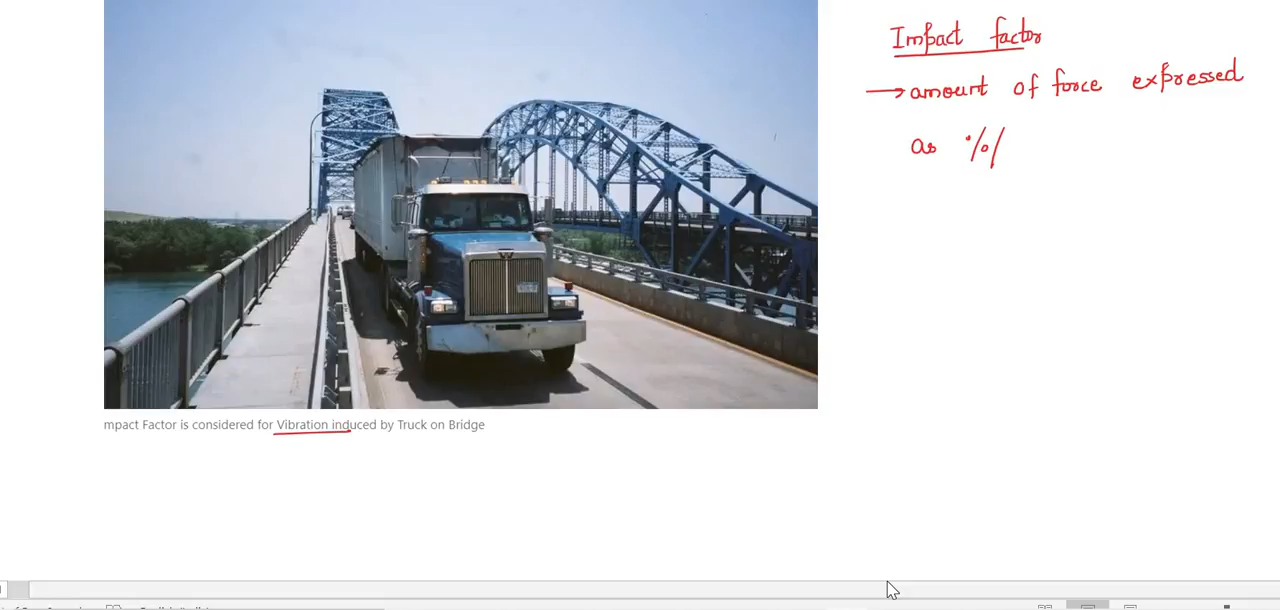 Impact factor
→ amount of force expressed
as %
mpact Factor is considered for Vibration induced by Truck on Bridge